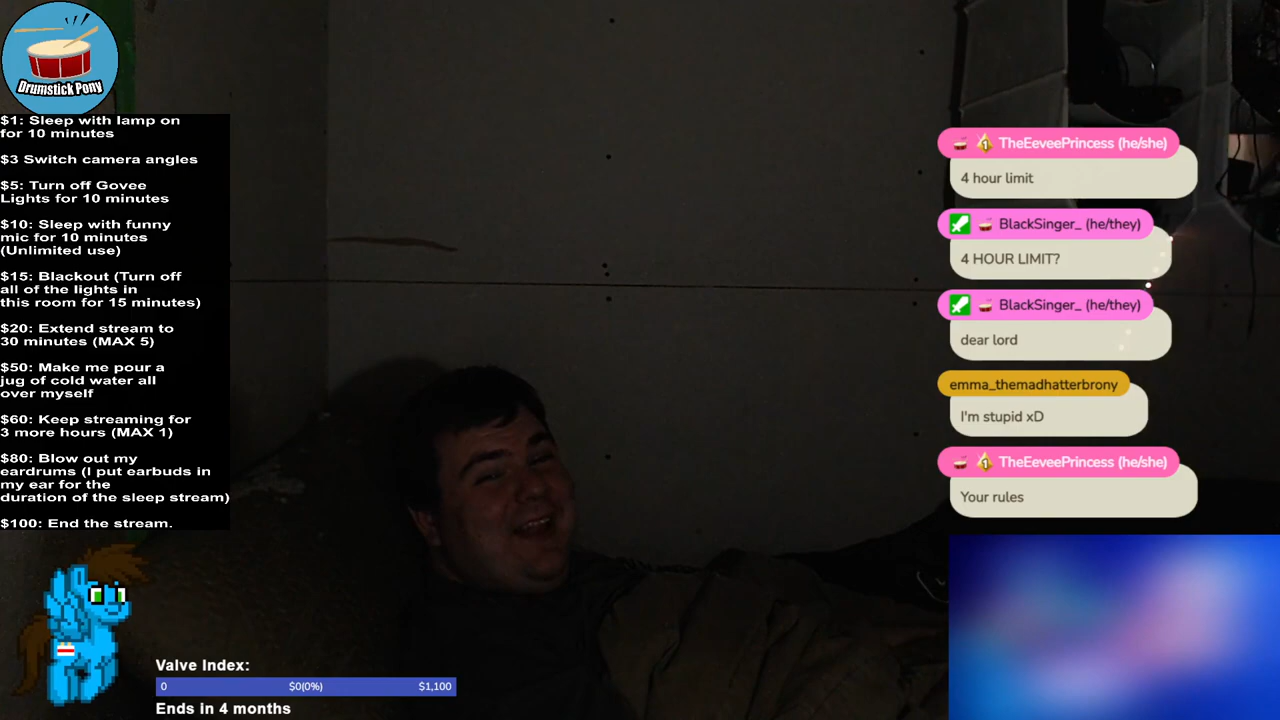 Drumstick Pony
$1: Sleep with lamp on
for 10 minutes
$3 Switch camera angles
$5: Turn off Govee
Lights for 10 minutes
$10: Sleep with funny
mic for 10 minutes
(Unlimited use)
$15: Blackout (Turn off
all of the lights in
this room for 15 minutes)
$20: Extend stream to
30 minutes (MAX 5)
$50: Make me pour a
jug of cold water all
over myself
$60: Keep streaming for
3 more hours (MAX 1)
$80: Blow out my
eardrums (I put earbuds in
my ear for the
duration of the sleep stream)
$100: End the stream.
1 TheEeveePrincess (he/she)
4 hour limit
BlackSinger_ (he/they)
4 HOUR LIMIT?
BlackSinger_ (he/they)
dear lord
emma_themadhatterbrony
I'm stupid xD
1 TheEeveePrincess (he/she)
Your rules
Valve Index:
0 $0(0%) $1,100
Ends in 4 months